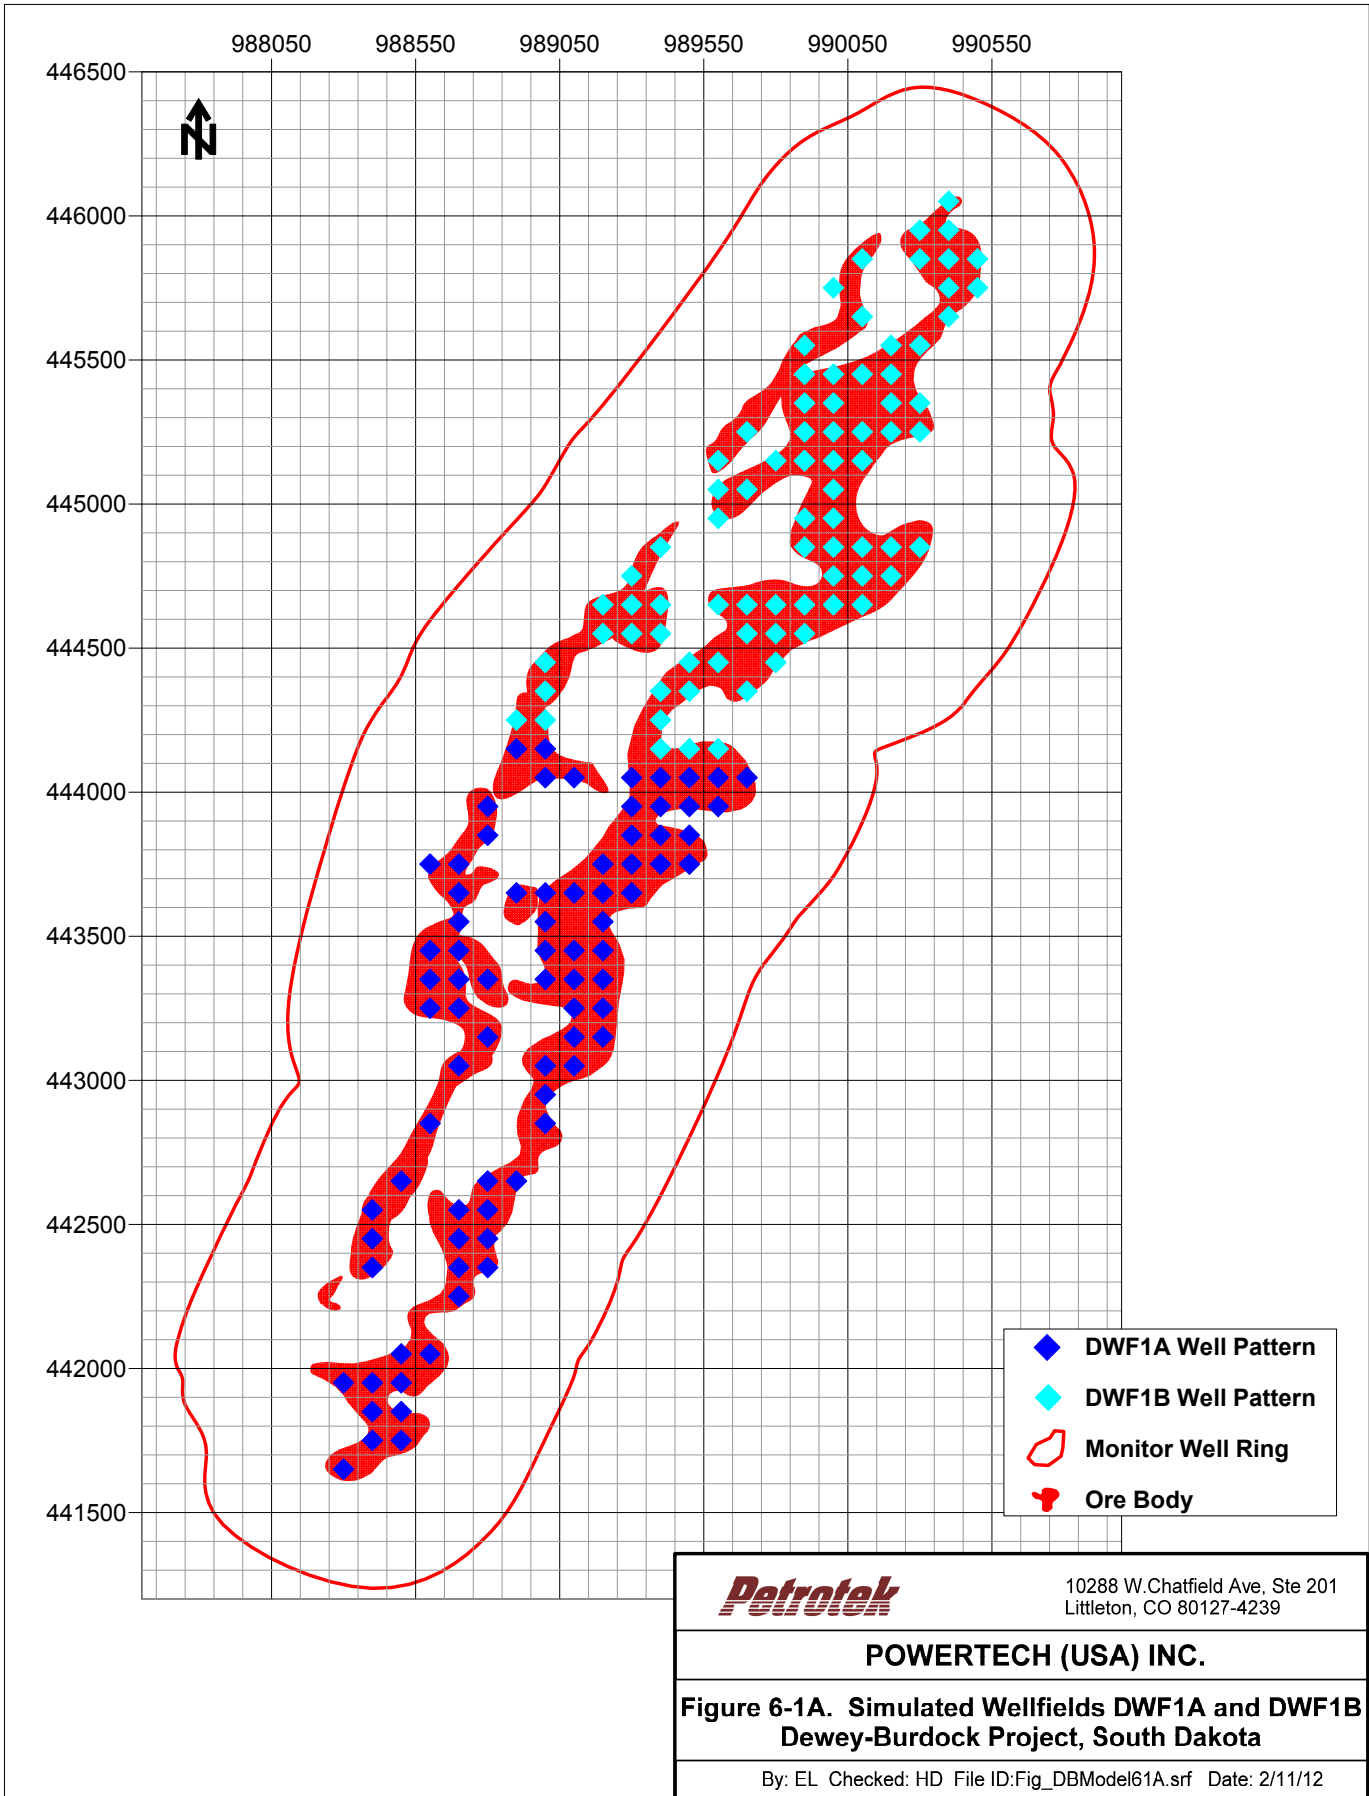 988050 988550 989050 989550 990050 990550
446500
N
446000
445500
445000
444500
444000
443500
443000
442500
442000
441500
DWF1A Well Pattern
DWF1B Well Pattern
Monitor Well Ring
Ore Body
Petrotek
10288 W.Chatfield Ave, Ste 201
Littleton, CO 80127-4239
POWERTECH (USA) INC.
Figure 6-1A. Simulated Wellfields DWF1A and DWF1B
Dewey-Burdock Project, South Dakota
By: EL Checked: HD File ID:Fig_DBModel61A.srf Date: 2/11/12